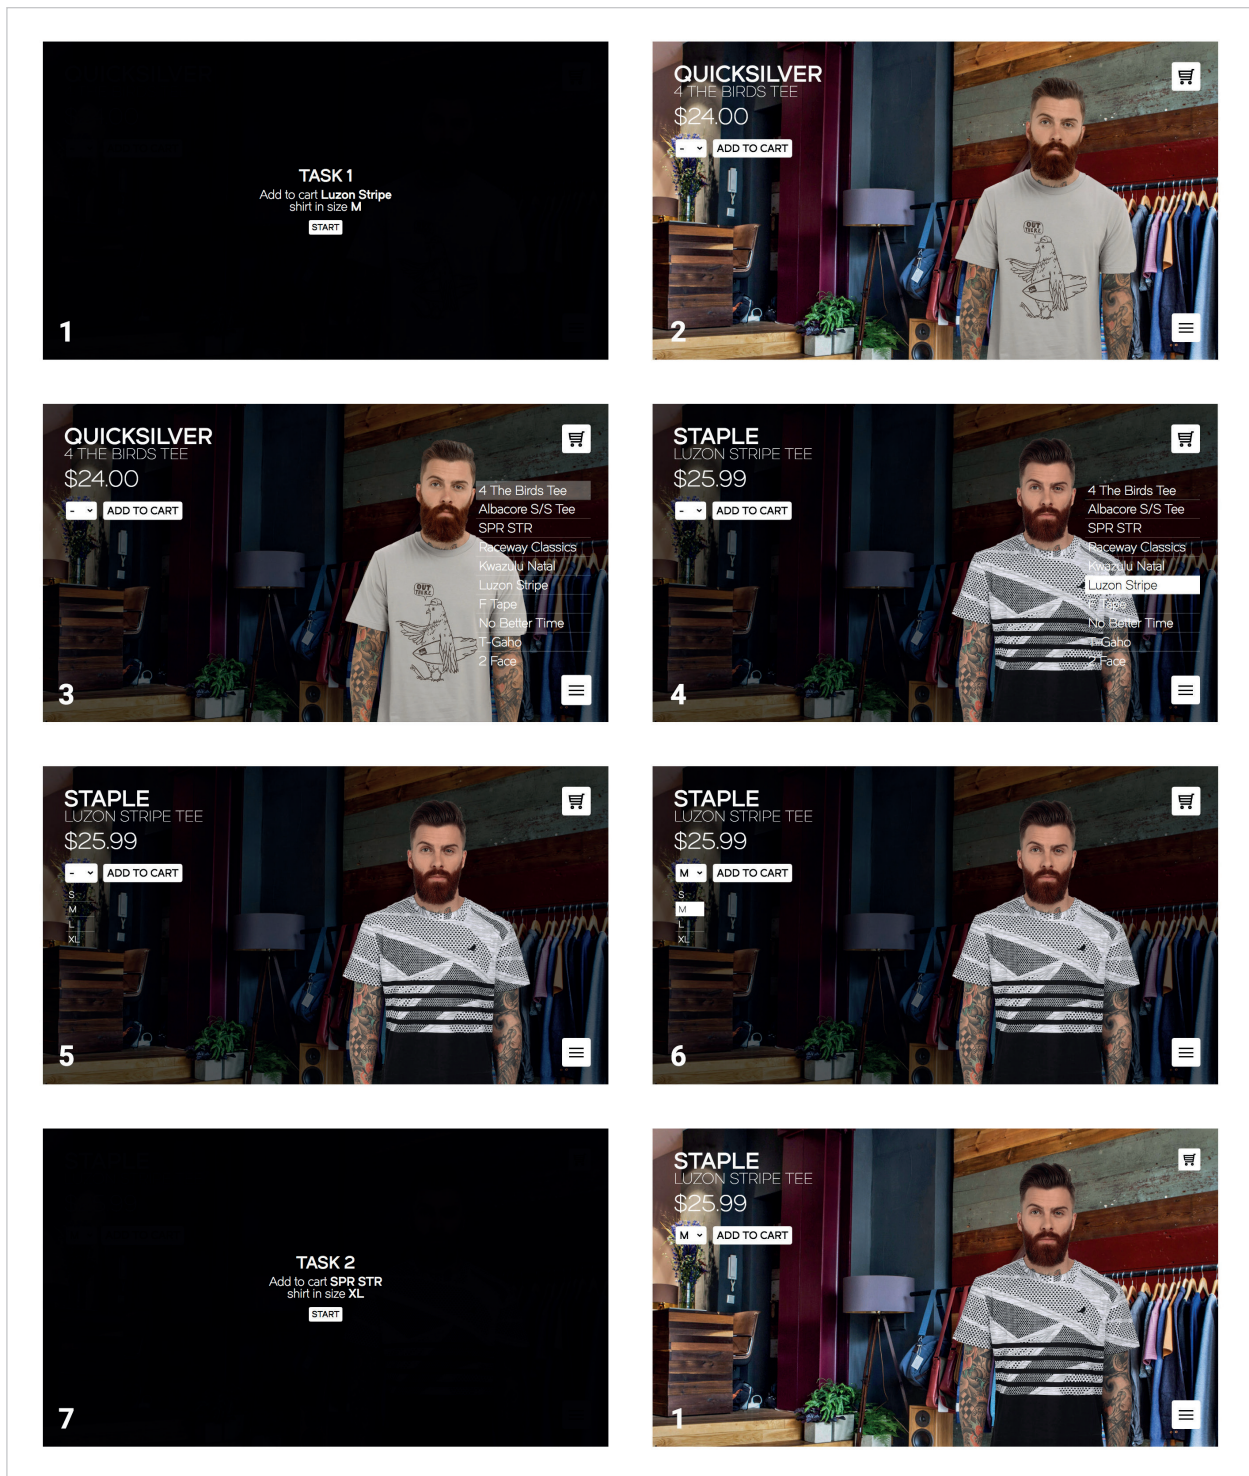 TASK 1
Add to cart Luzon Stripe
shirt in size M
START
1
QUICKSILVER
4 THE BIRDS TEE
$24.00
- ADD TO CART
OUT
2
QUICKSILVER
4 THE BIRDS TEE
$24.00
- ADD TO CART
4 The Birds Tee
Albacore S/S Tee
SPR STR
Raceway Classics
Kwazulu Natal
Luzon Stripe
F Tape
No Better Time
T-Gaho
2 Face
OUT
3
STAPLE
LUZON STRIPE TEE
$25.99
- ADD TO CART
4 The Birds Tee
Albacore S/S Tee
SPR STR
Raceway Classics
Kwazulu Natal
Luzon Stripe
F Tape
No Better Time
T-Gaho
2 Face
4
STAPLE
LUZON STRIPE TEE
$25.99
- ADD TO CART
S
M
L
XL
5
STAPLE
LUZON STRIPE TEE
$25.99
M ADD TO CART
S
M
L
XL
6
TASK 2
Add to cart SPR STR
shirt in size XL
START
7
STAPLE
LUZON STRIPE TEE
$25.99
M ADD TO CART
1